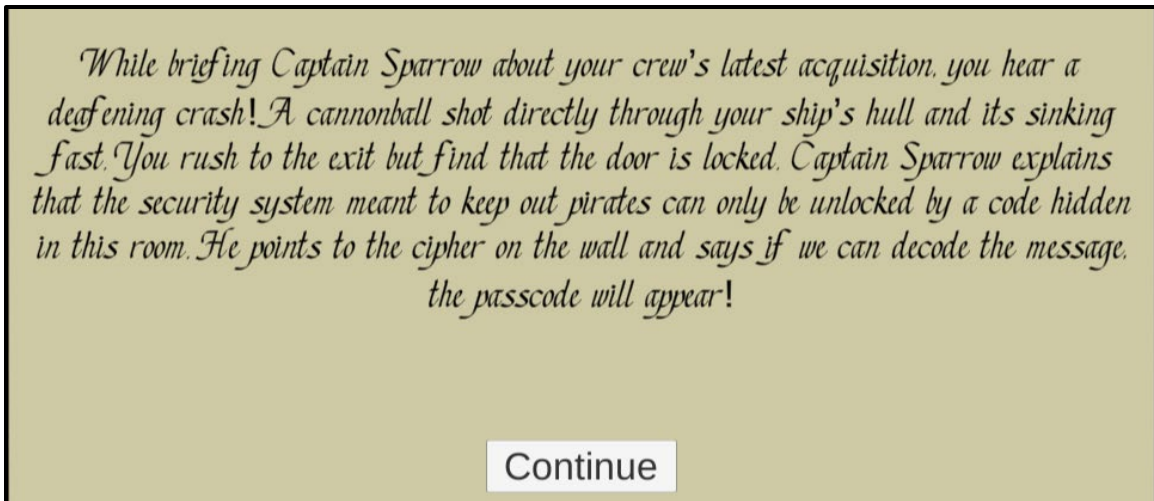 While briefing Captain Sparrow about your crew's latest acquisition, you hear a
deafening crash! A cannonball shot directly through your ship's hull and its sinking
fast. You rush to the exit but find that the door is locked. Captain Sparrow explains
that the security system meant to keep out pirates can only be unlocked by a code hidden
in this room. He points to the cipher on the wall and says if we can decode the message,
the passcode will appear!
Continue